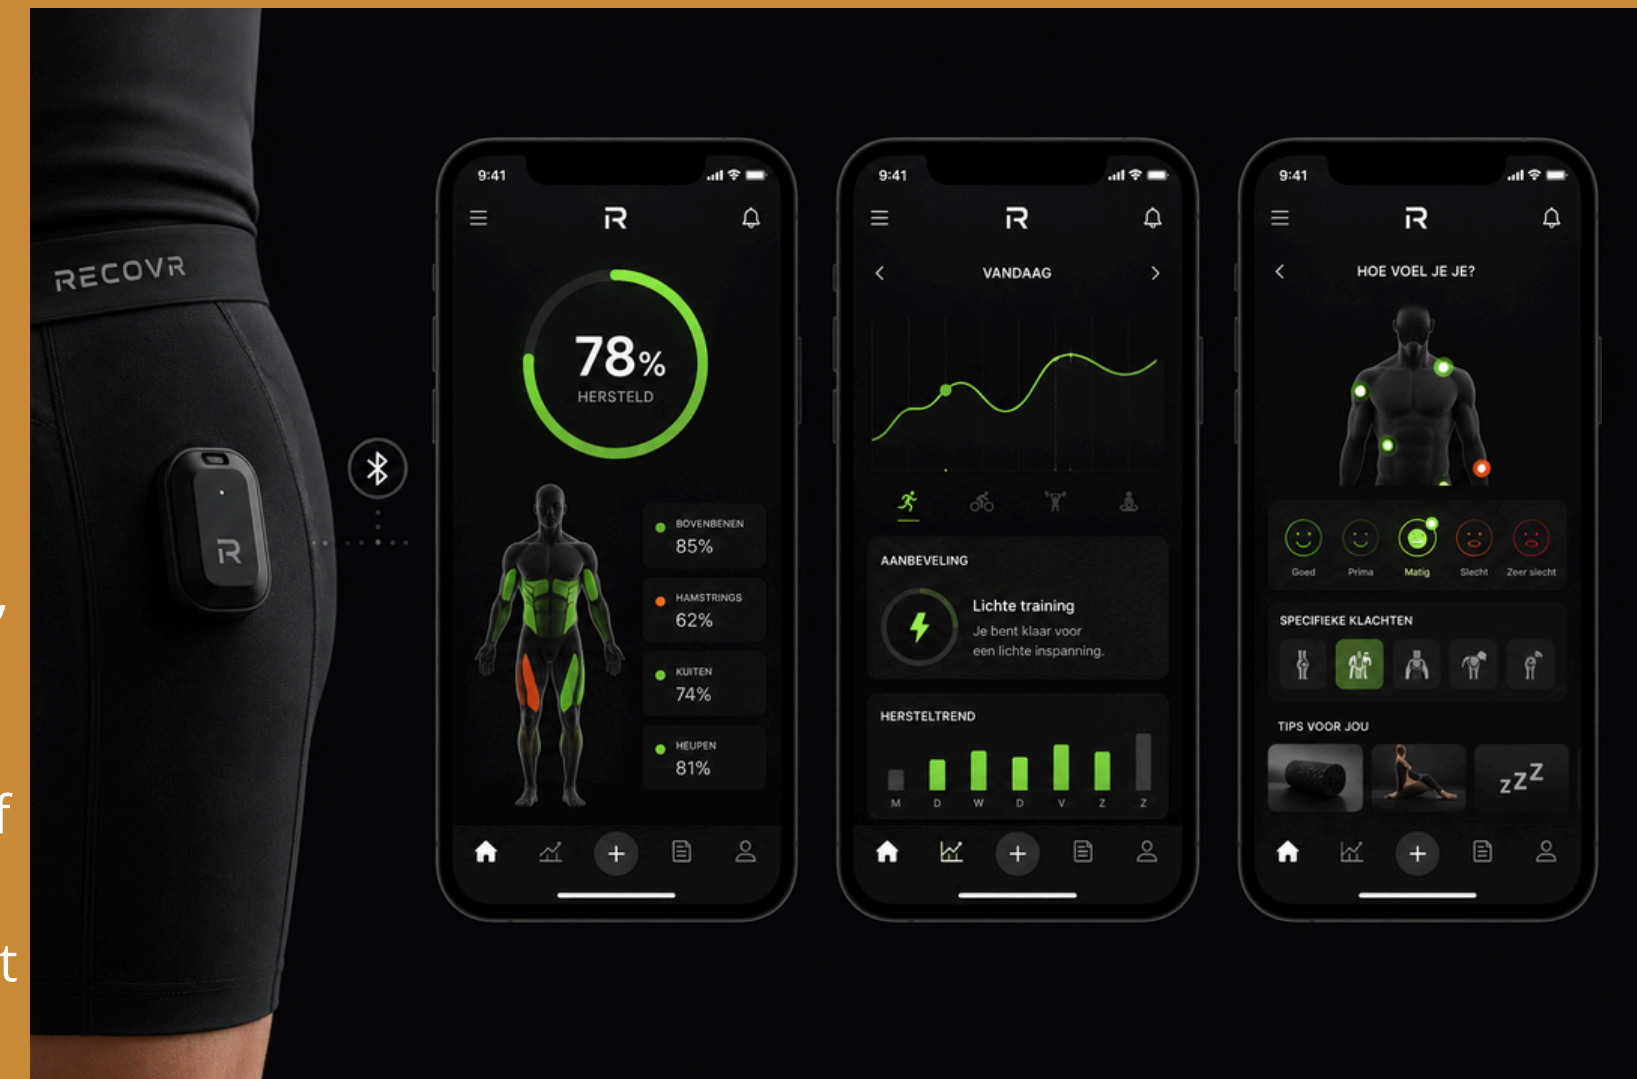 ,
f
t
RECOVR
R
9:41
R
78%
HERSTELD
BOVENBENEN
85%
HAMSTRINGS
62%
KUITEN
74%
HEUPEN
81%
9:41
R
VANDAAG
AANBEVELING
Lichte training
Je bent klaar voor
een lichte inspanning.
HERSTELTREND
M D W D V Z Z
9:41
R
HOE VOEL JE JE?
Goed Prima Matig Slecht Zeer slecht
SPECIFIEKE KLACHTEN
TIPS VOOR JOU
zZZ